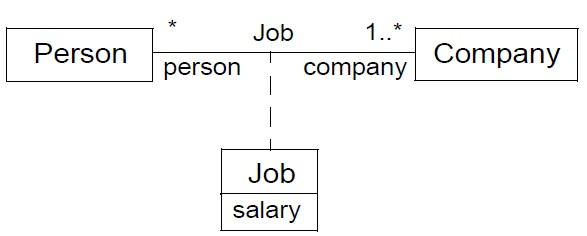 * Job 1..*
Person Company
person company
Job
salary